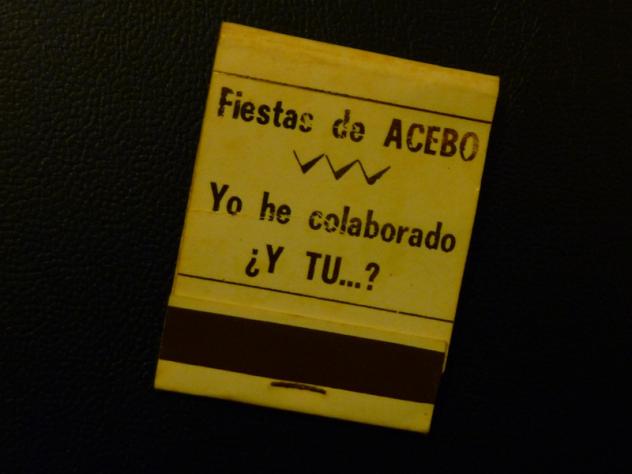 Fiestas de ACEBO
Yo he colaborado
¿Y TU...?